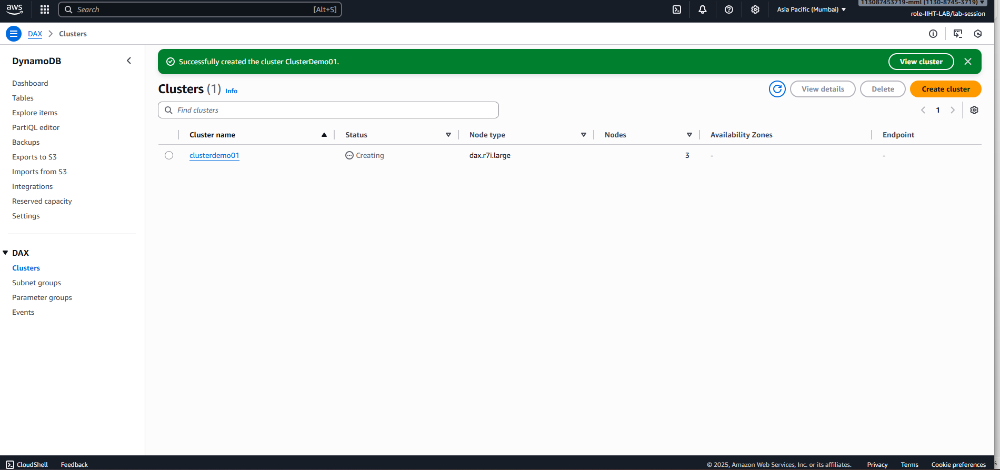 aws
Search [Alt+S]
Asia Pacific (Mumbai)
113087453719-mml (1130-8745-3719)
role-IIHT-LAB/lab-session
DAX
Clusters
DynamoDB
Dashboard
Tables
Explore items
PartiQL editor
Backups
Exports to S3
Imports from S3
Integrations
Reserved capacity
Settings
DAX
Clusters
Subnet groups
Parameter groups
Events
Successfully created the cluster ClusterDemo01.
View cluster
Clusters (1) Info
View details
Delete
Create cluster
Find clusters
1
Cluster name Status Node type Nodes Availability Zones Endpoint
clusterdemo01 Creating dax.r7i.large 3 - -
CloudShell Feedback © 2025, Amazon Web Services, Inc. or its affiliates. Privacy Terms Cookie preferences